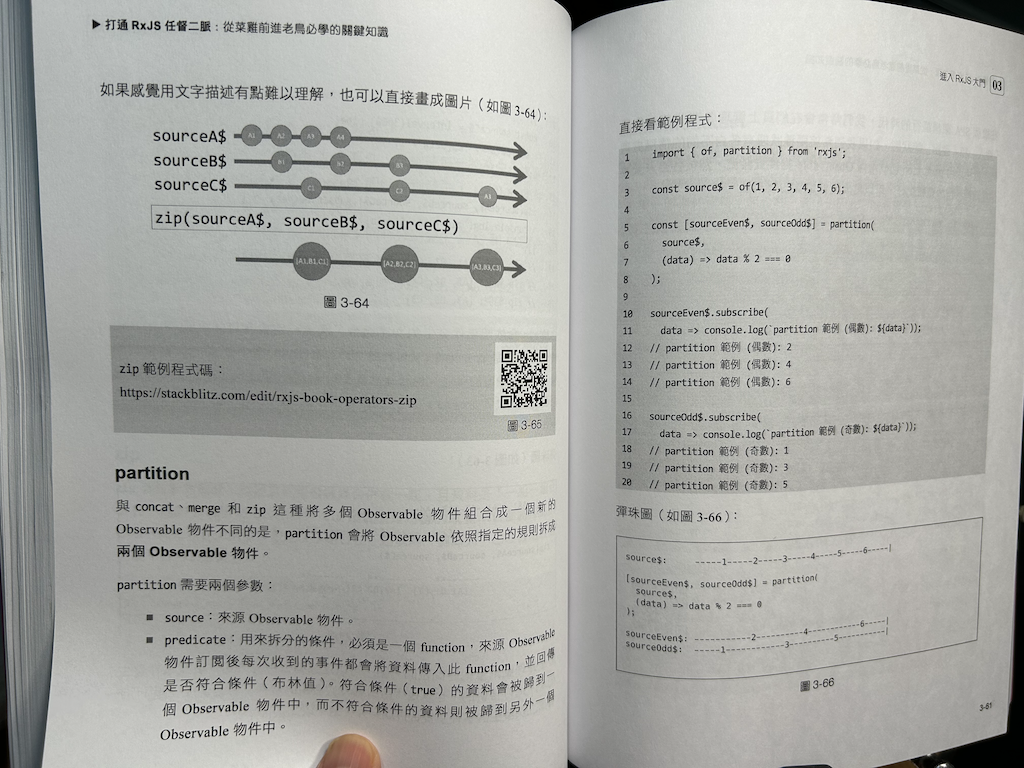 ▶ 打通 RxJS 任督二脈：從菜雞前進老鳥必學的關鍵知識
如果感覺用文字描述有點難以理解，也可以直接畫成圖片（如圖 3-64）：
sourceA$ A1 A2 A3 A4
sourceB$ B1 B2 B3
sourceC$ C1 C2 A3
zip(sourceA$, sourceB$, sourceC$)
[A1,B1,C1] [A2,B2,C2] [A3,B3,C3]
圖 3-64
zip 範例程式碼：
https://stackblitz.com/edit/rxjs-book-operators-zip
圖 3-65
partition
與 concat、merge 和 zip 這種將多個 Observable 物件組合成一個新的
Observable 物件不同的是，partition 會將 Observable 依照指定的規則拆成
兩個 Observable 物件。
partition 需要兩個參數：
■ source：來源 Observable 物件。
■ predicate：用來拆分的條件，必須是一個 function，來源 Observable
物件訂閱後每次收到的事件都會將資料傳入此 function，並回傳
是否符合條件（布林值）。符合條件（true）的資料會被歸到一
個 Observable 物件中，而不符合條件的資料則被歸到另外一個
Observable 物件中。
進入 RxJS 大門 03
直接看範例程式：
1 import { of, partition } from 'rxjs';
2
3 const source$ = of(1, 2, 3, 4, 5, 6);
4
5 const [sourceEven$, sourceOdd$] = partition(
6 source$,
7 (data) => data % 2 === 0
8 );
9
10 sourceEven$.subscribe(
11 data => console.log(`partition 範例 (偶數): ${data}`));
12 // partition 範例 (偶數): 2
13 // partition 範例 (偶數): 4
14 // partition 範例 (偶數): 6
15
16 sourceOdd$.subscribe(
17 data => console.log(`partition 範例 (奇數): ${data}`));
18 // partition 範例 (奇數): 1
19 // partition 範例 (奇數): 3
20 // partition 範例 (奇數): 5
彈珠圖（如圖 3-66）：
source$: -----1-----2-----3-----4-----5-----6----|
[sourceEven$, sourceOdd$] = partition(
source$,
(data) => data % 2 === 0
);
sourceEven$: -----------2-----------4-----------6----|
sourceOdd$: -----1-----------3-----------5----------|
圖 3-66
3-61